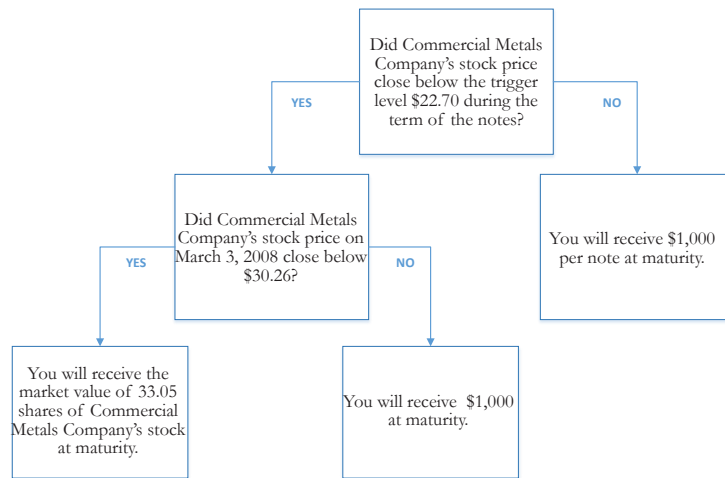 Did Commercial Metals
Company's stock price
close below the trigger
level $22.70 during the
term of the notes?
YES
NO
Did Commercial Metals
Company's stock price on
March 3, 2008 close below
$30.26?
You will receive $1,000
per note at maturity.
YES
NO
You will receive the
market value of 33.05
shares of Commercial
Metals Company's stock
at maturity.
You will receive $1,000
at maturity.